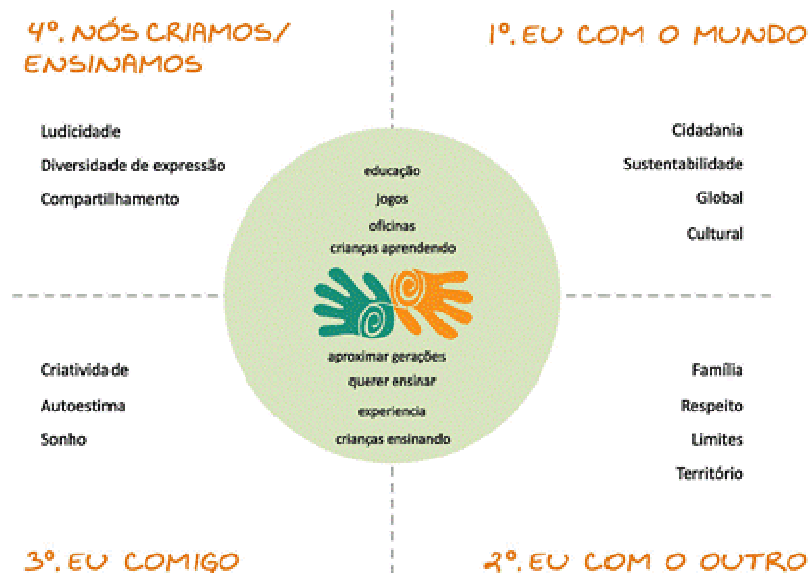 4º. NÓS CRIAMOS/
ENSINAMOS
Ludicidade
Diversidade de expressão
Compartilhamento
1º. EU COM O MUNDO
Cidadania
Sustentabilidade
Global
Cultural
educação
jogos
oficinas
crianças aprendendo
aproximar gerações
querer ensinar
experiencia
crianças ensinando
Criatividade
Autoestima
Sonho
3º. EU COMIGO
Família
Respeito
Limites
Território
2º. EU COM O OUTRO